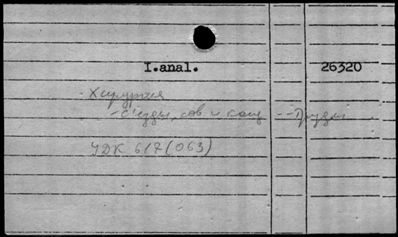 I.anal. 26320
- Хирургия
- съезды, сов и конф -- Труды
УДК 617(063)